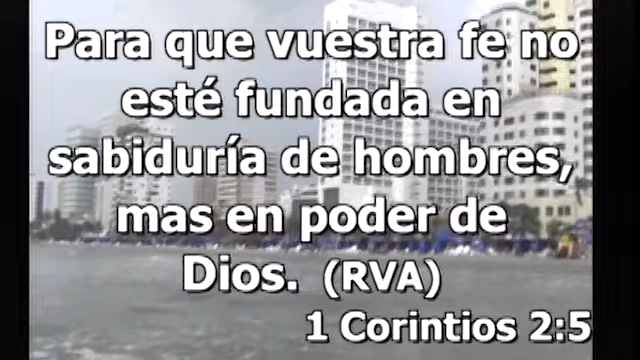 Para que vuestra fe no
esté fundada en
sabiduría de hombres,
mas en poder de
Dios. (RVA)
1 Corintios 2:5